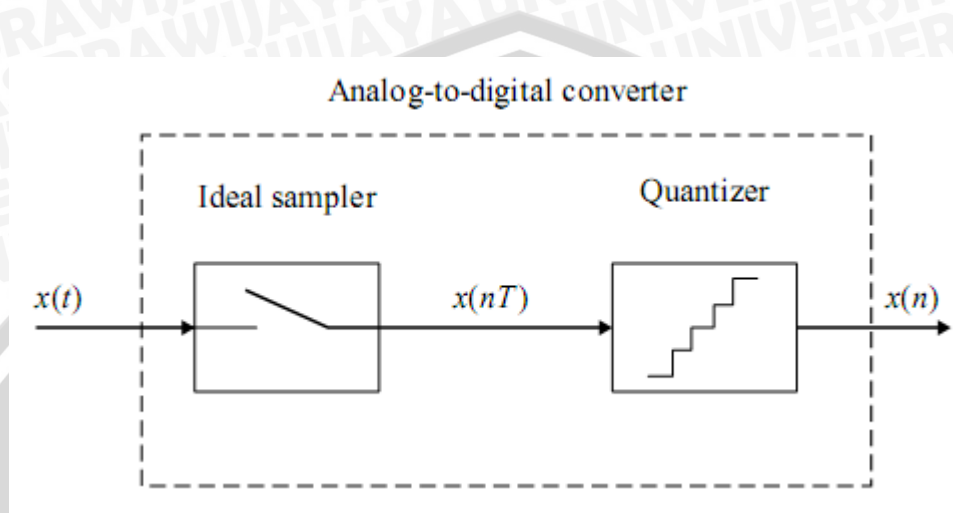 Analog-to-digital converter
Ideal sampler
Quantizer
x(t)
x(nT)
x(n)